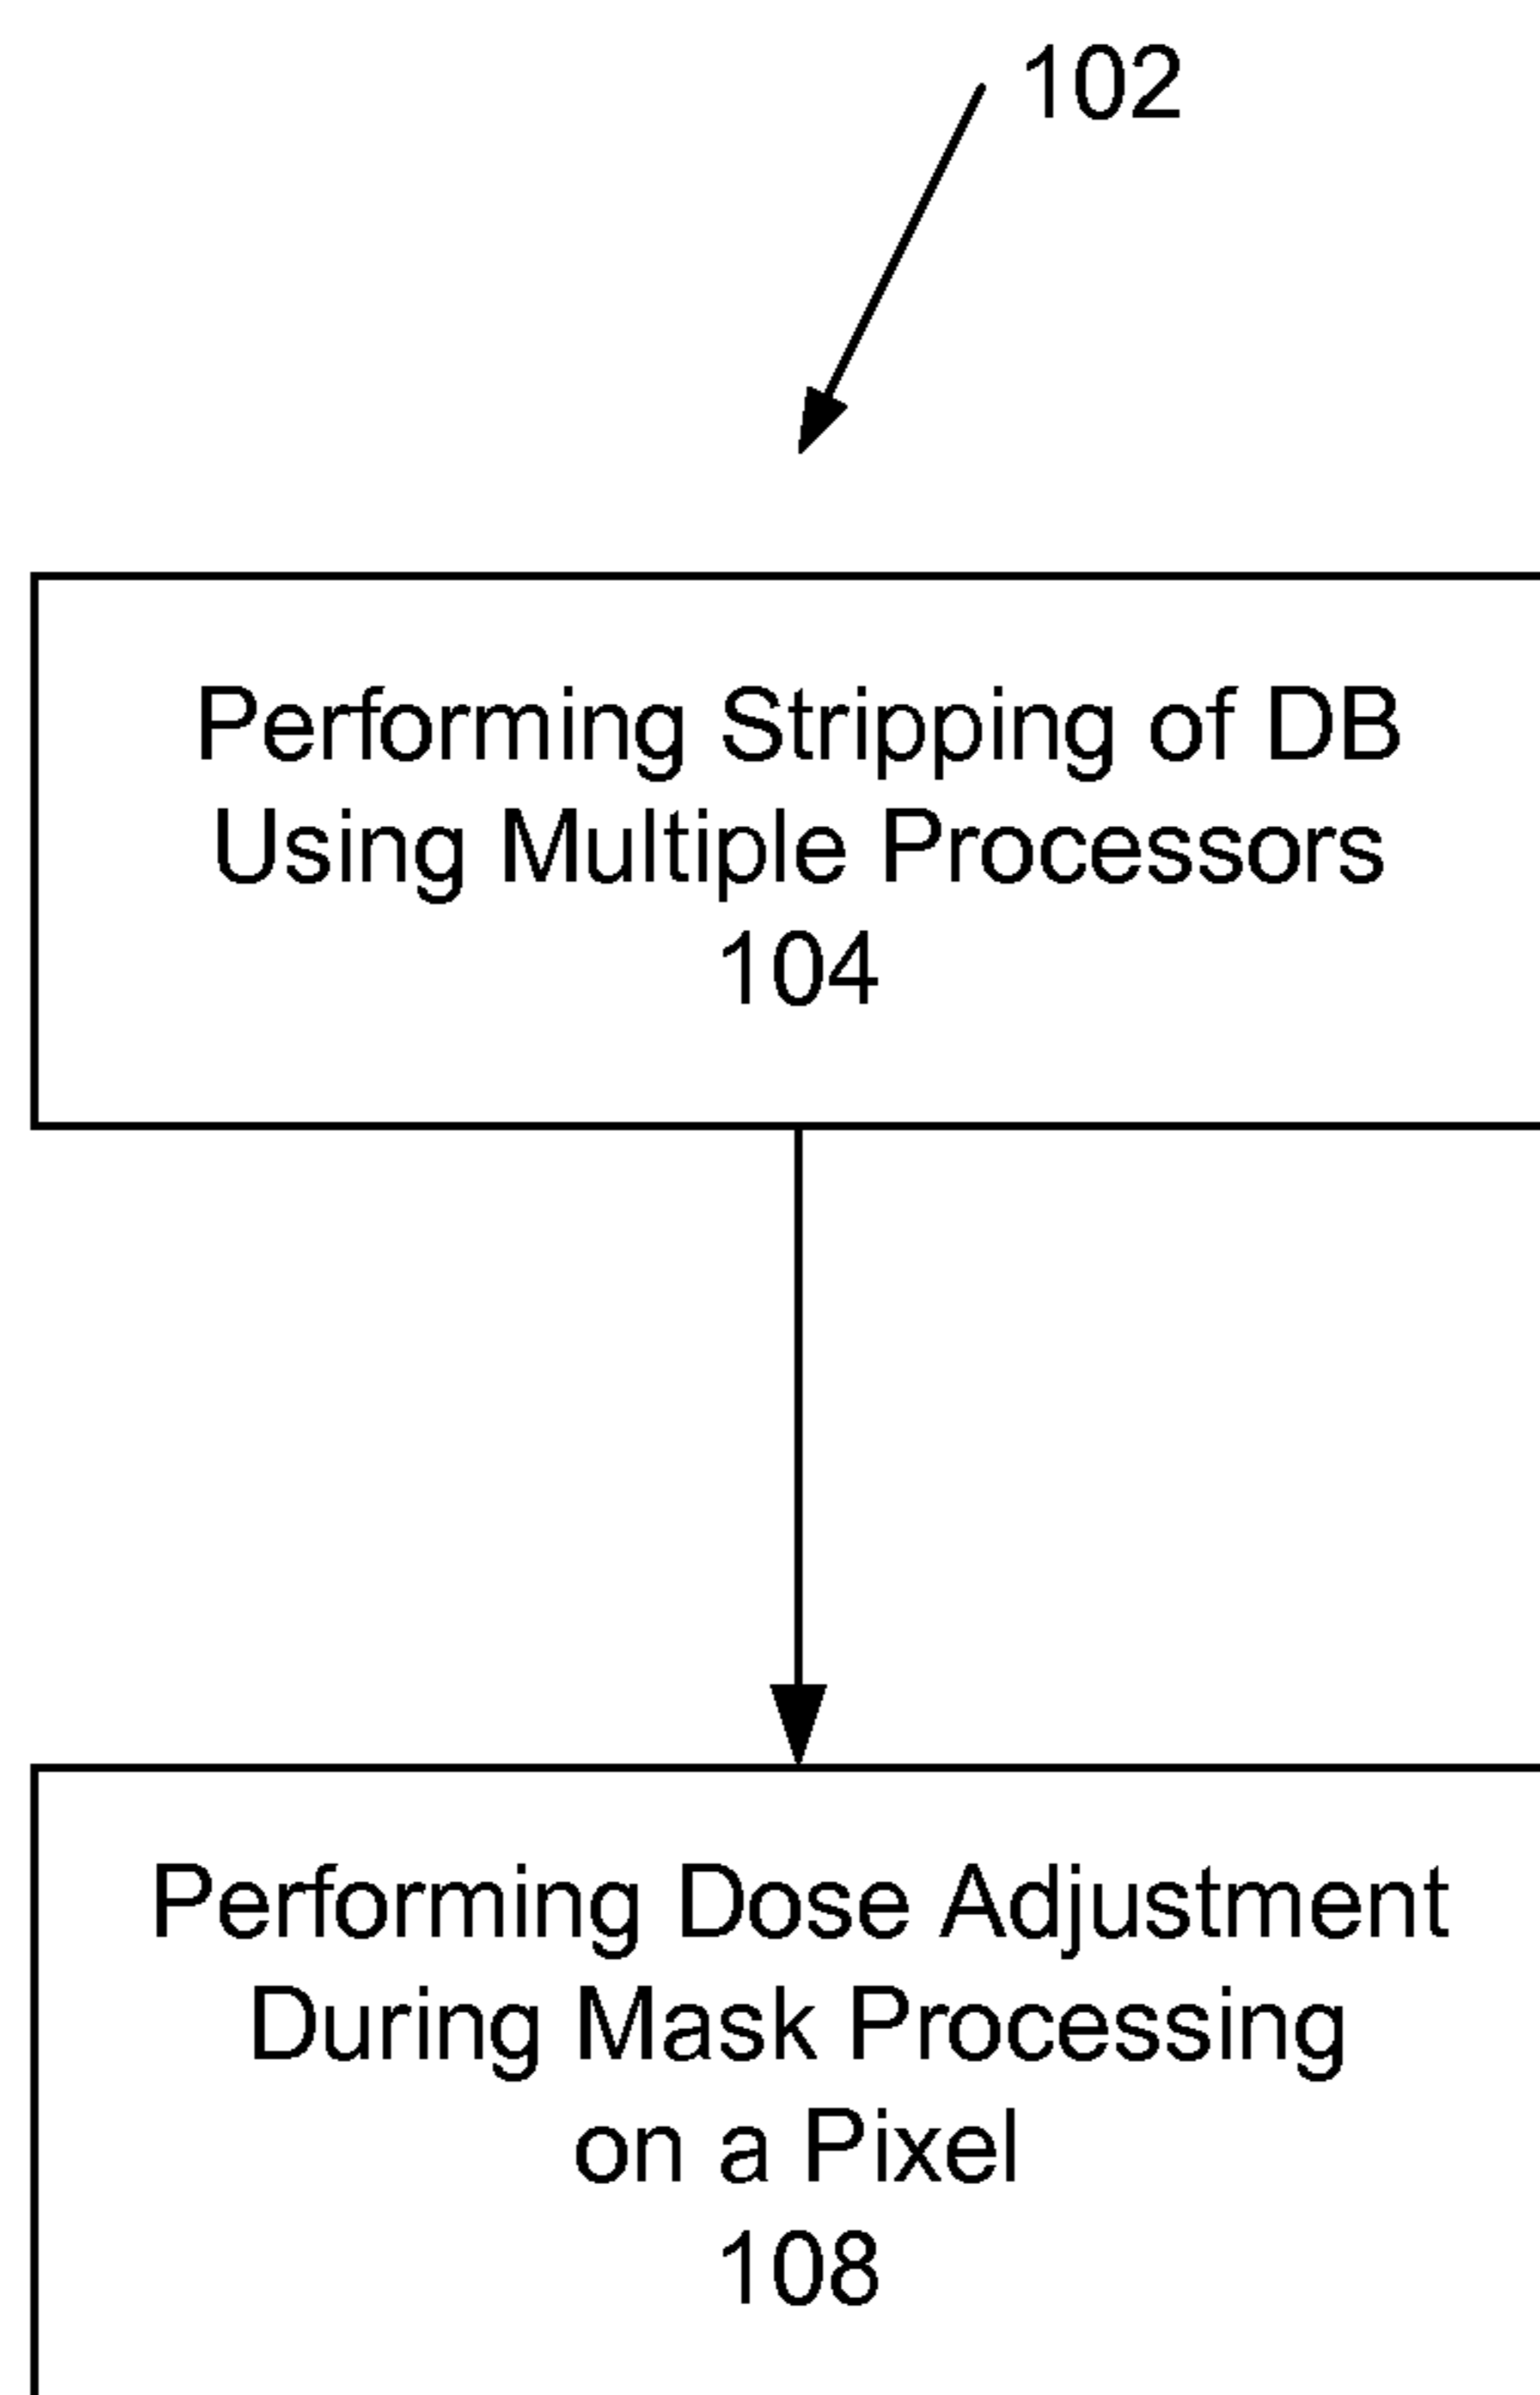 102
Performing Stripping of DB
Using Multiple Processors
104
Performing Dose Adjustment
During Mask Processing
on a Pixel
108